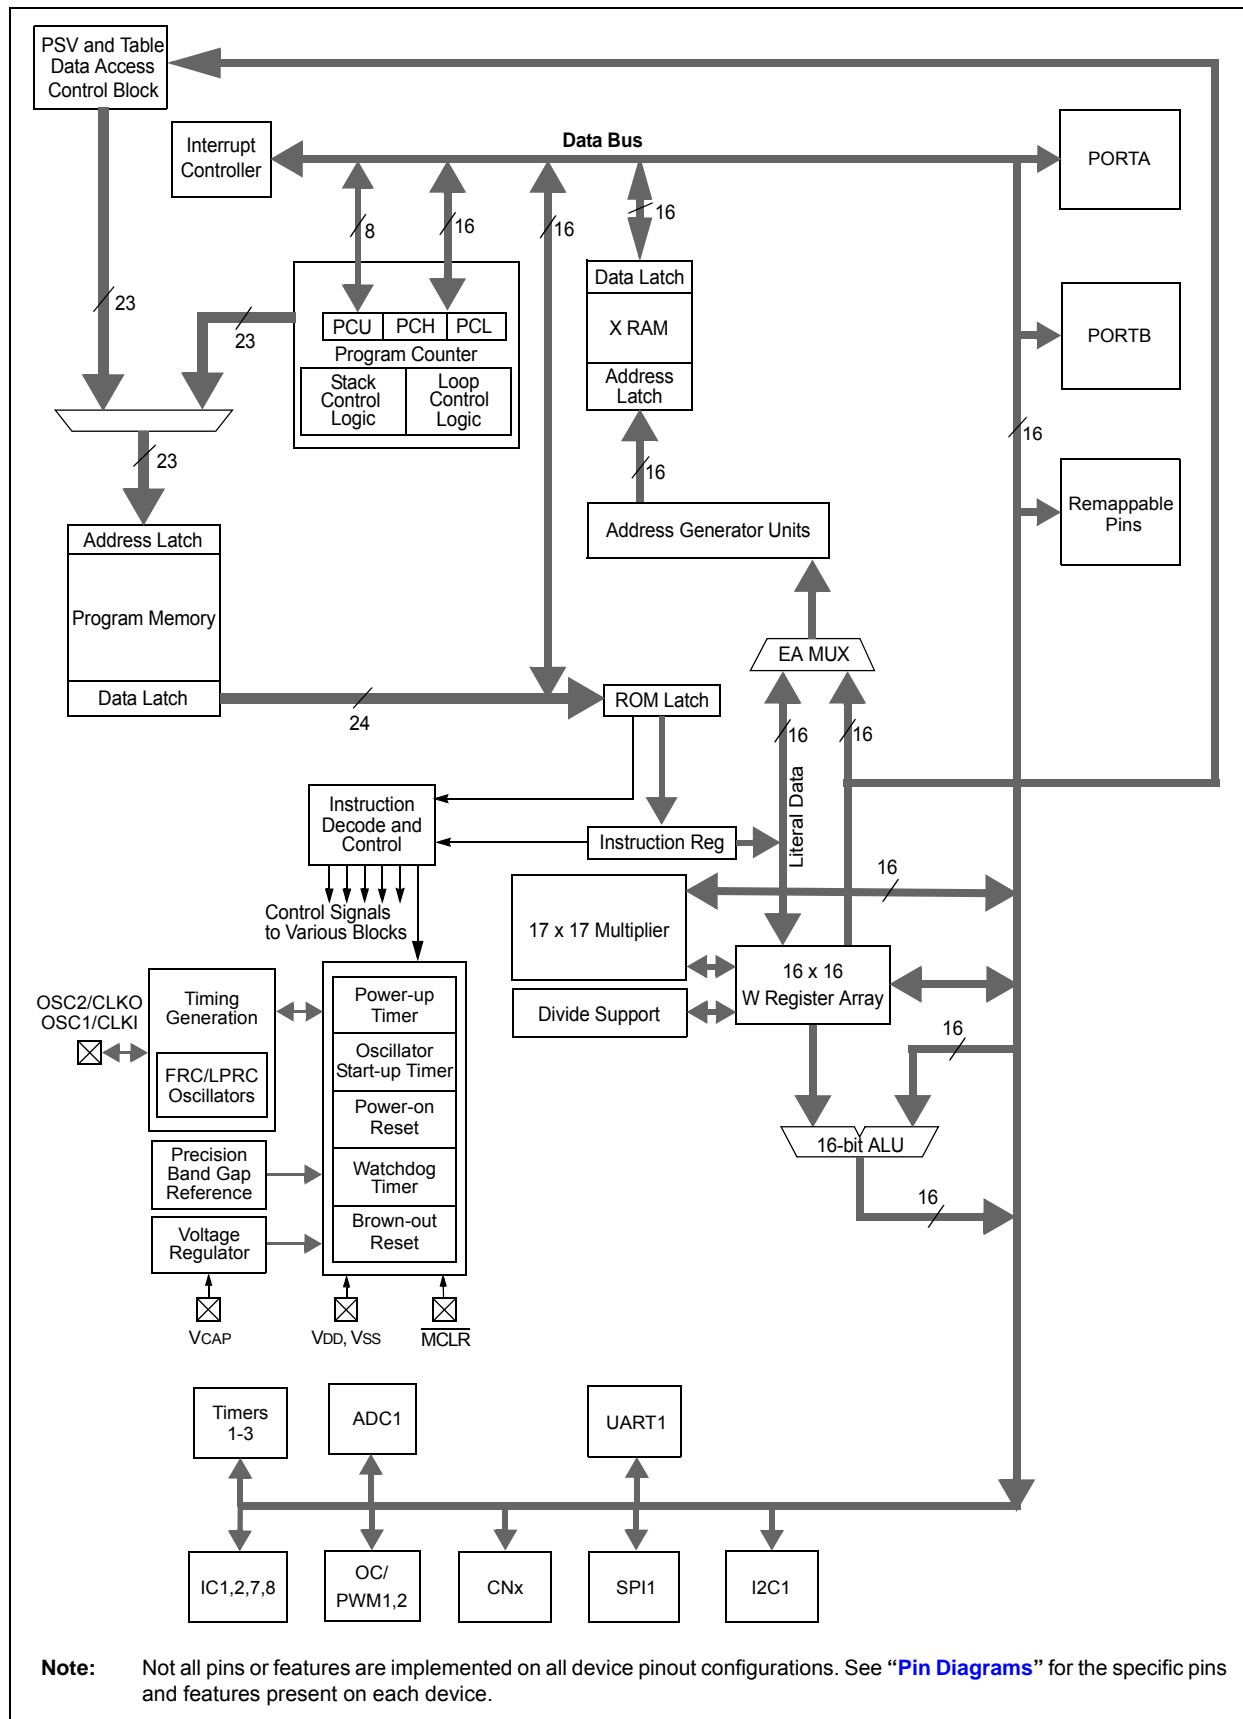 PSV and Table
Data Access
Control Block
Interrupt
Controller
Data Bus
PORTA
8
16
16
16
23
23
Data Latch
X RAM
Address
Latch
PCU
PCH
PCL
Program Counter
Stack
Control
Logic
Loop
Control
Logic
PORTB
16
23
16
Address Generator Units
Remappable
Pins
Address Latch
Program Memory
Data Latch
24
EA MUX
ROM Latch
16
16
Literal Data
Instruction
Decode and
Control
Instruction Reg
Control Signals
to Various Blocks
16
17 x 17 Multiplier
16 x 16
W Register Array
Divide Support
OSC2/CLKO
OSC1/CLKI
Timing
Generation
FRC/LPRC
Oscillators
Power-up
Timer
Oscillator
Start-up Timer
Power-on
Reset
Watchdog
Timer
Brown-out
Reset
16
16-bit ALU
16
Precision
Band Gap
Reference
Voltage
Regulator
VCAP
VDD, VSS
MCLR
Timers
1-3
ADC1
UART1
IC1,2,7,8
OC/
PWM1,2
CNx
SPI1
I2C1
Note: Not all pins or features are implemented on all device pinout configurations. See “Pin Diagrams” for the specific pins
and features present on each device.